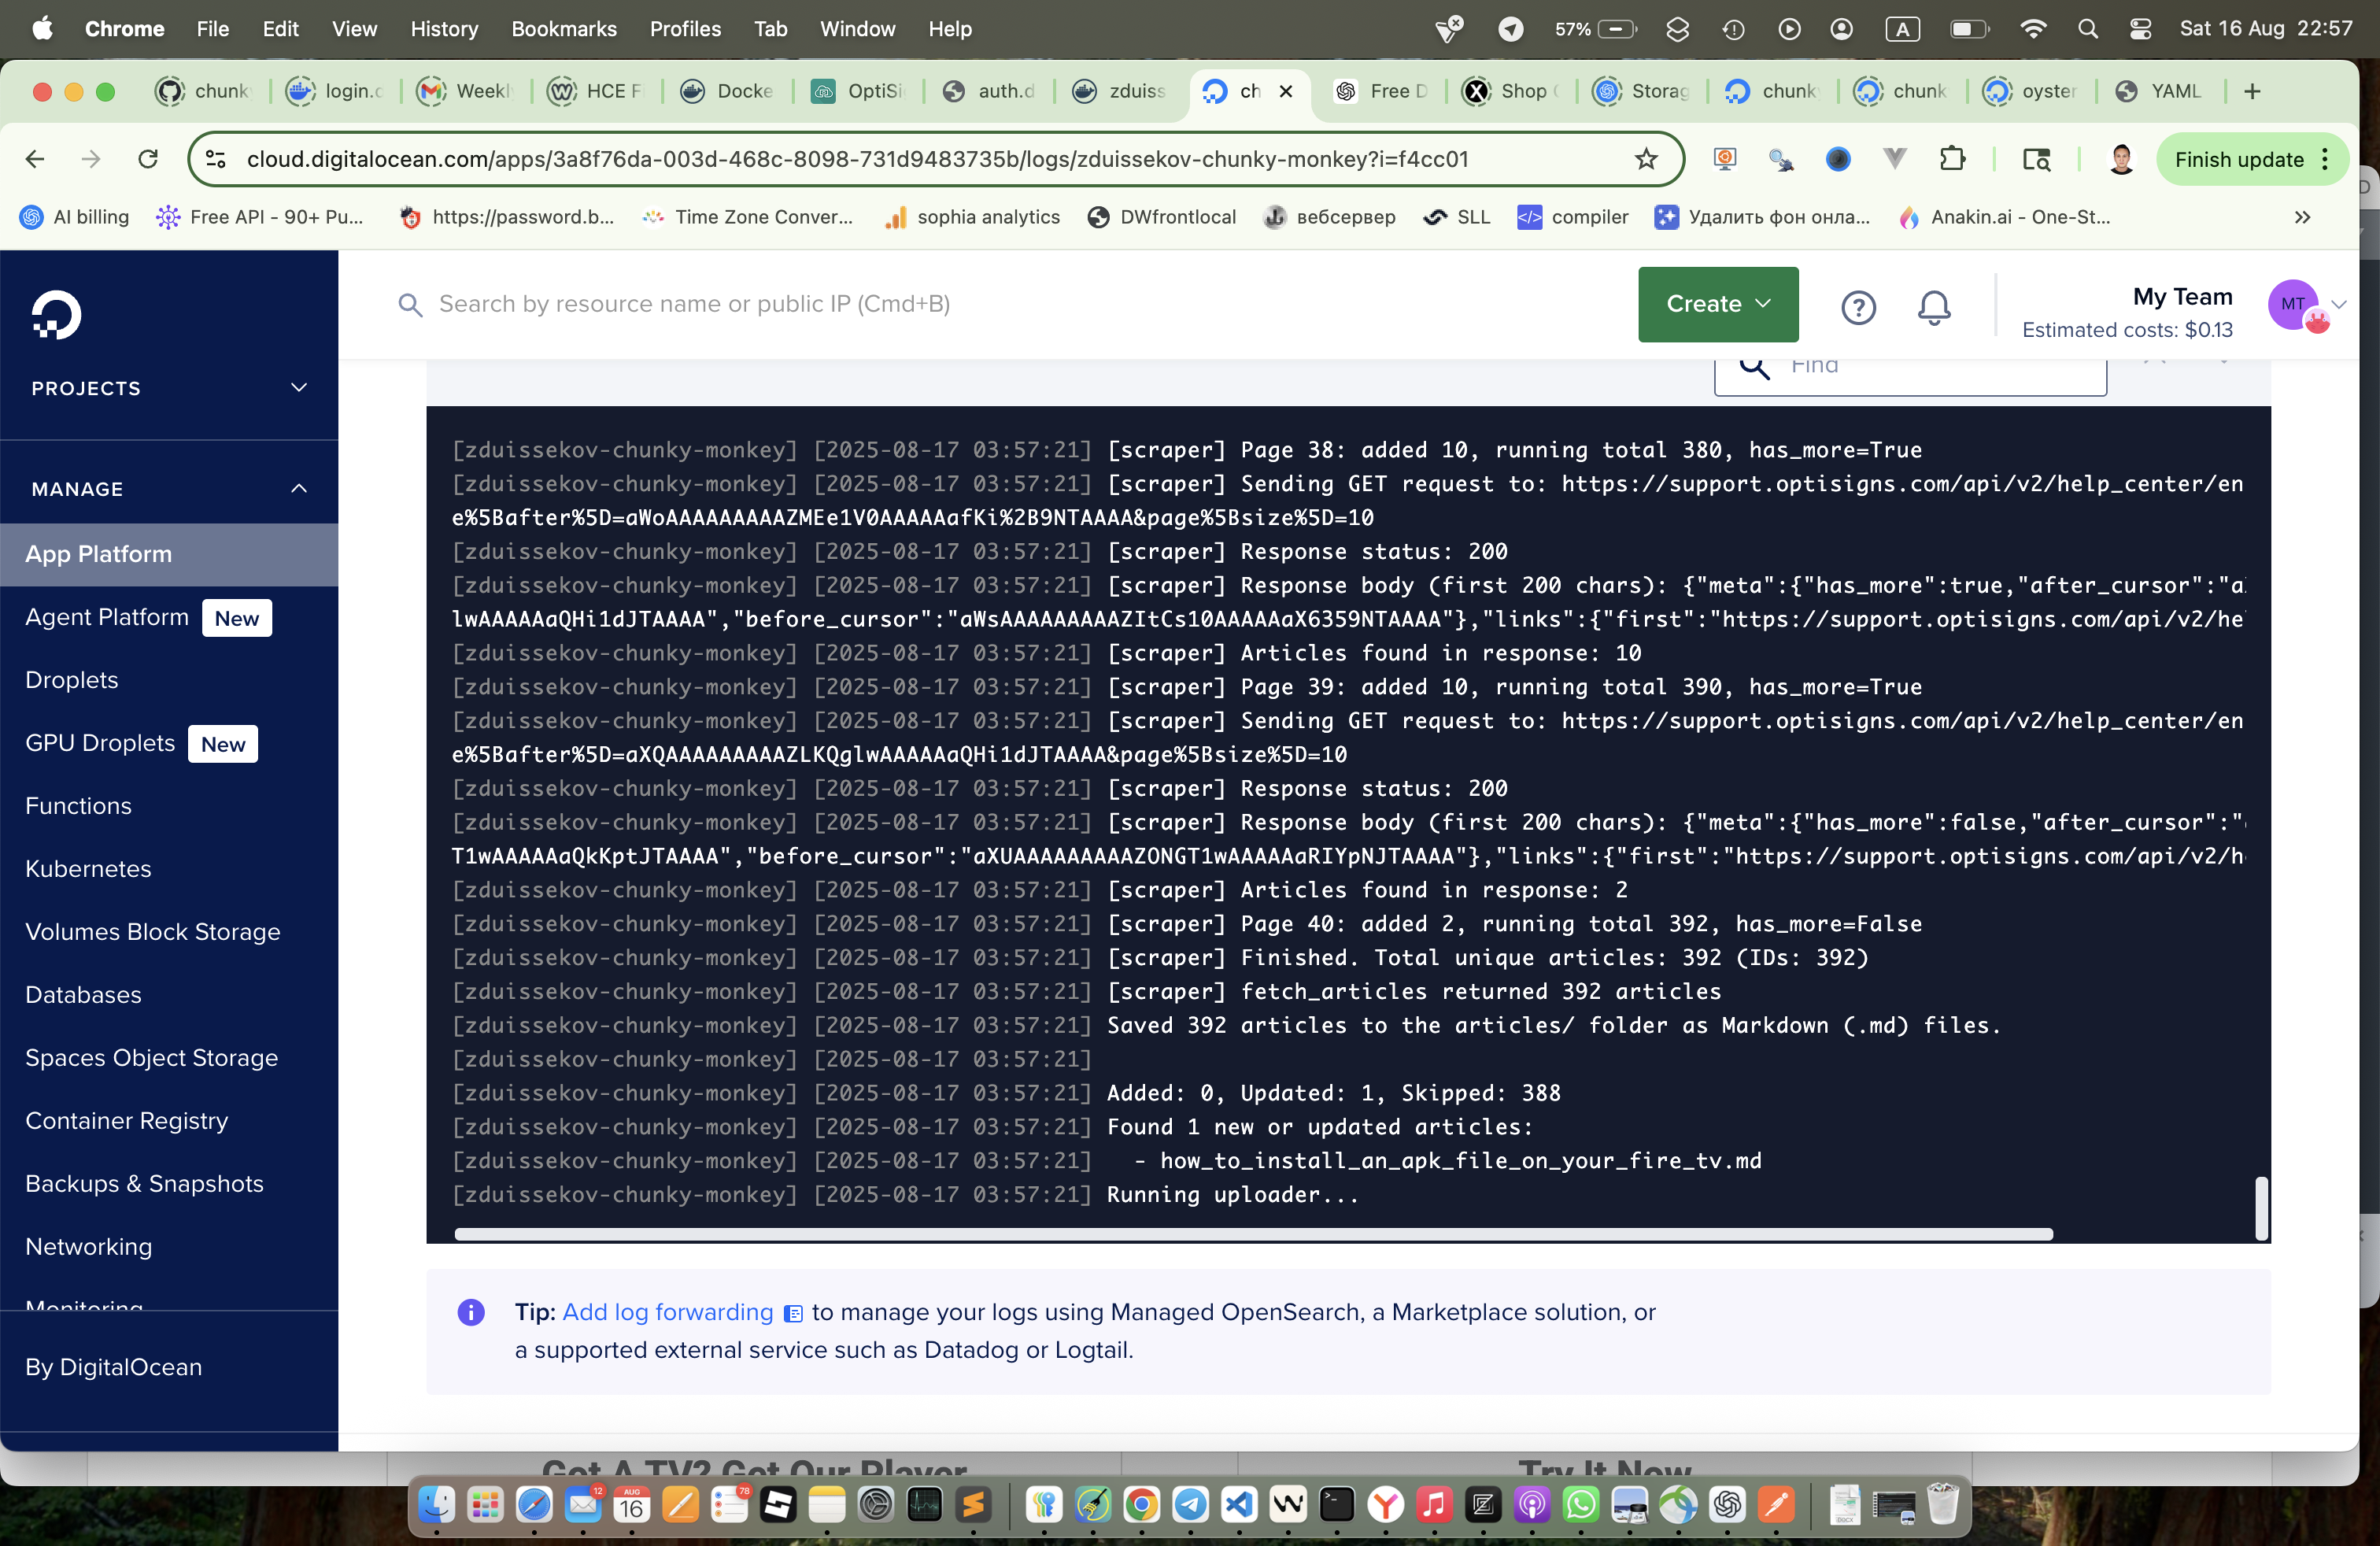 Chrome File Edit View History Bookmarks Profiles Tab Window Help 57% A Sat 16 Aug 22:57
chunk login.c Weekl HCE F Docke OptiSi auth.d zduiss ch Free D Shop Storag chunk chunk oyster YAML
cloud.digitalocean.com/apps/3a8f76da-003d-468c-8098-731d9483735b/logs/zduissekov-chunky-monkey?i=f4cc01 Finish update
AI billing Free API - 90+ Pu... https://password.b... Time Zone Conver... sophia analytics DWfrontlocal вебсервер SLL compiler Удалить фон онла... Anakin.ai - One-St...
Search by resource name or public IP (Cmd+B)
Create
My Team
Estimated costs: $0.13
MT
PROJECTS
MANAGE
App Platform
Agent Platform New
Droplets
GPU Droplets New
Functions
Kubernetes
Volumes Block Storage
Databases
Spaces Object Storage
Container Registry
Backups & Snapshots
Networking
Monitoring
By DigitalOcean
Find
[zduissekov-chunky-monkey] [2025-08-17 03:57:21] [scraper] Page 38: added 10, running total 380, has_more=True
[zduissekov-chunky-monkey] [2025-08-17 03:57:21] [scraper] Sending GET request to: https://support.optisigns.com/api/v2/help_center/en
e%5Bafter%5D=aWoAAAAAAAAAZMEe1V0AAAAAafKi%2B9NTAAAA&page%5Bsize%5D=10
[zduissekov-chunky-monkey] [2025-08-17 03:57:21] [scraper] Response status: 200
[zduissekov-chunky-monkey] [2025-08-17 03:57:21] [scraper] Response body (first 200 chars): {"meta":{"has_more":true,"after_cursor":"a
lwAAAAAaQHi1dJTAAAA","before_cursor":"aWsAAAAAAAAAZItCs10AAAAAaX6359NTAAAA"},"links":{"first":"https://support.optisigns.com/api/v2/he
[zduissekov-chunky-monkey] [2025-08-17 03:57:21] [scraper] Articles found in response: 10
[zduissekov-chunky-monkey] [2025-08-17 03:57:21] [scraper] Page 39: added 10, running total 390, has_more=True
[zduissekov-chunky-monkey] [2025-08-17 03:57:21] [scraper] Sending GET request to: https://support.optisigns.com/api/v2/help_center/en
e%5Bafter%5D=aXQAAAAAAAAAZLKQglwAAAAAaQHi1dJTAAAA&page%5Bsize%5D=10
[zduissekov-chunky-monkey] [2025-08-17 03:57:21] [scraper] Response status: 200
[zduissekov-chunky-monkey] [2025-08-17 03:57:21] [scraper] Response body (first 200 chars): {"meta":{"has_more":false,"after_cursor":"
T1wAAAAAaQkKptJTAAAA","before_cursor":"aXUAAAAAAAAAZONGT1wAAAAAaRIYpNJTAAAA"},"links":{"first":"https://support.optisigns.com/api/v2/h
[zduissekov-chunky-monkey] [2025-08-17 03:57:21] [scraper] Articles found in response: 2
[zduissekov-chunky-monkey] [2025-08-17 03:57:21] [scraper] Page 40: added 2, running total 392, has_more=False
[zduissekov-chunky-monkey] [2025-08-17 03:57:21] [scraper] Finished. Total unique articles: 392 (IDs: 392)
[zduissekov-chunky-monkey] [2025-08-17 03:57:21] [scraper] fetch_articles returned 392 articles
[zduissekov-chunky-monkey] [2025-08-17 03:57:21] Saved 392 articles to the articles/ folder as Markdown (.md) files.
[zduissekov-chunky-monkey] [2025-08-17 03:57:21]
[zduissekov-chunky-monkey] [2025-08-17 03:57:21] Added: 0, Updated: 1, Skipped: 388
[zduissekov-chunky-monkey] [2025-08-17 03:57:21] Found 1 new or updated articles:
[zduissekov-chunky-monkey] [2025-08-17 03:57:21] - how_to_install_an_apk_file_on_your_fire_tv.md
[zduissekov-chunky-monkey] [2025-08-17 03:57:21] Running uploader...
Tip: Add log forwarding to manage your logs using Managed OpenSearch, a Marketplace solution, or
a supported external service such as Datadog or Logtail.
Got A TV? Get Our Player Try It Now
12 AUG 16 78 DOCX